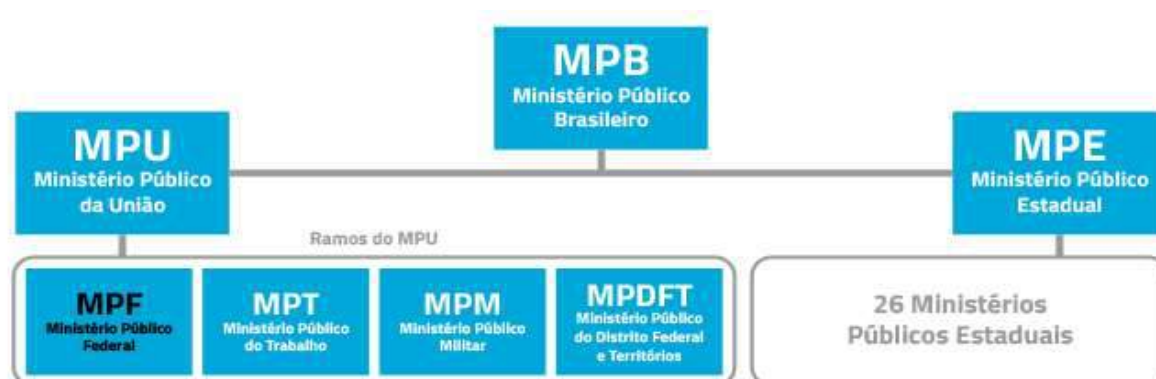 MPB
Ministério Público
Brasileiro
MPU
Ministério Público
da União
MPE
Ministério Público
Estadual
Ramos do MPU
MPF
Ministério Público
Federal
MPT
Ministério Público
do Trabalho
MPM
Ministério Público
Militar
MPDFT
Ministério Público
do Distrito Federal
e Territórios
26 Ministérios
Públicos Estaduais